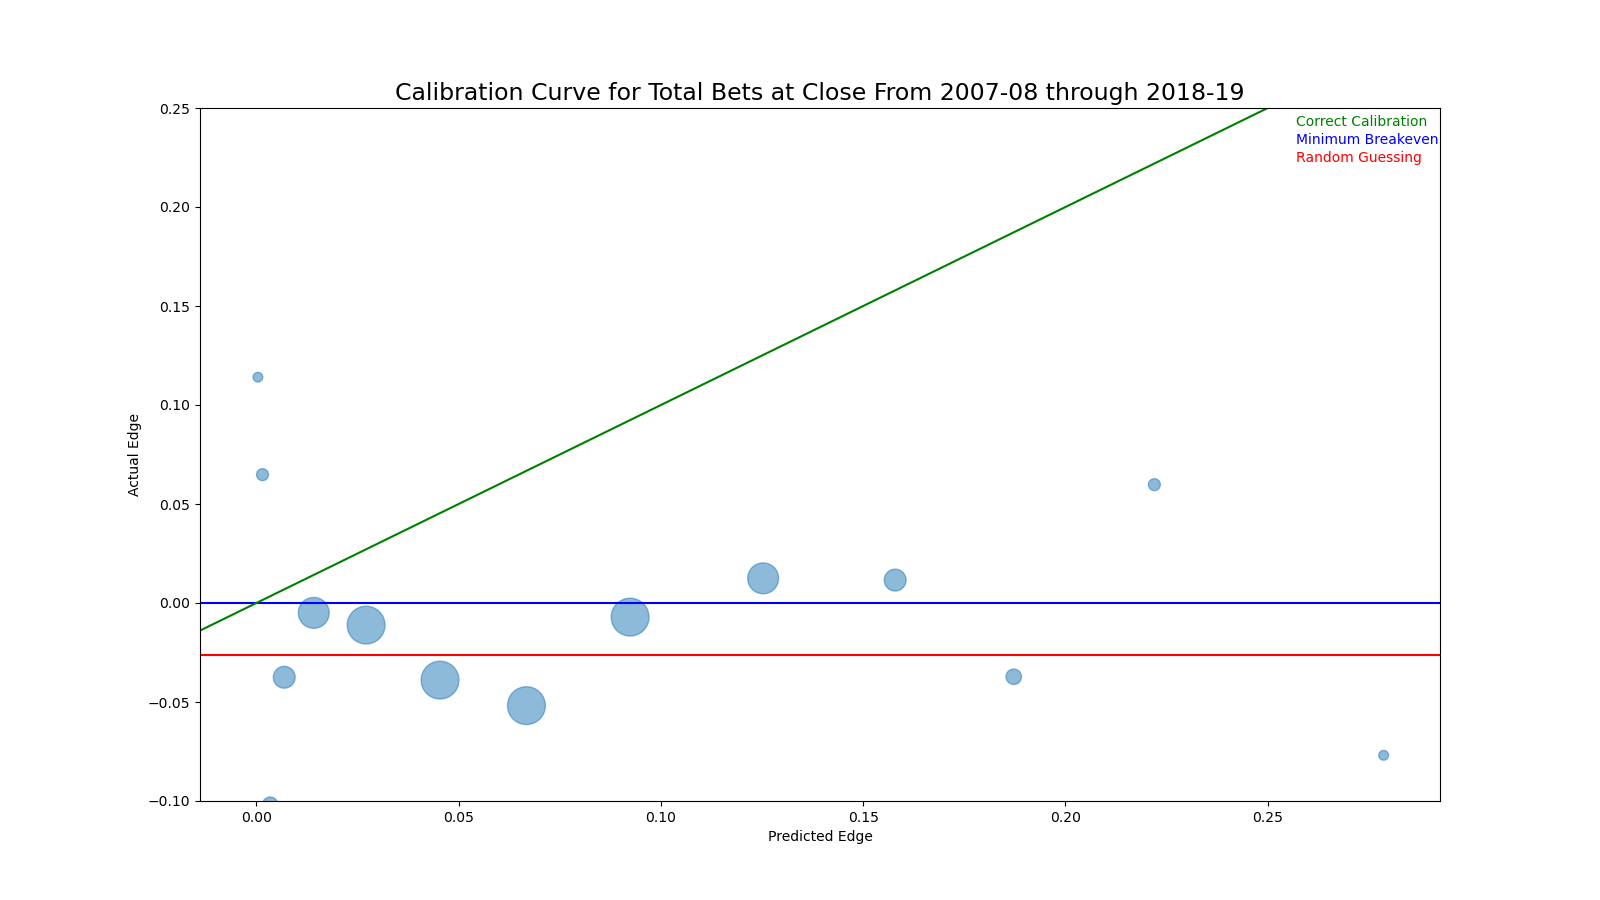 Calibration Curve for Total Bets at Close From 2007-08 through 2018-19
Correct Calibration
Minimum Breakeven
Random Guessing
Actual Edge
0.25
0.20
0.15
0.10
0.05
0.00
−0.05
−0.10
0.00 0.05 0.10 0.15 0.20 0.25
Predicted Edge